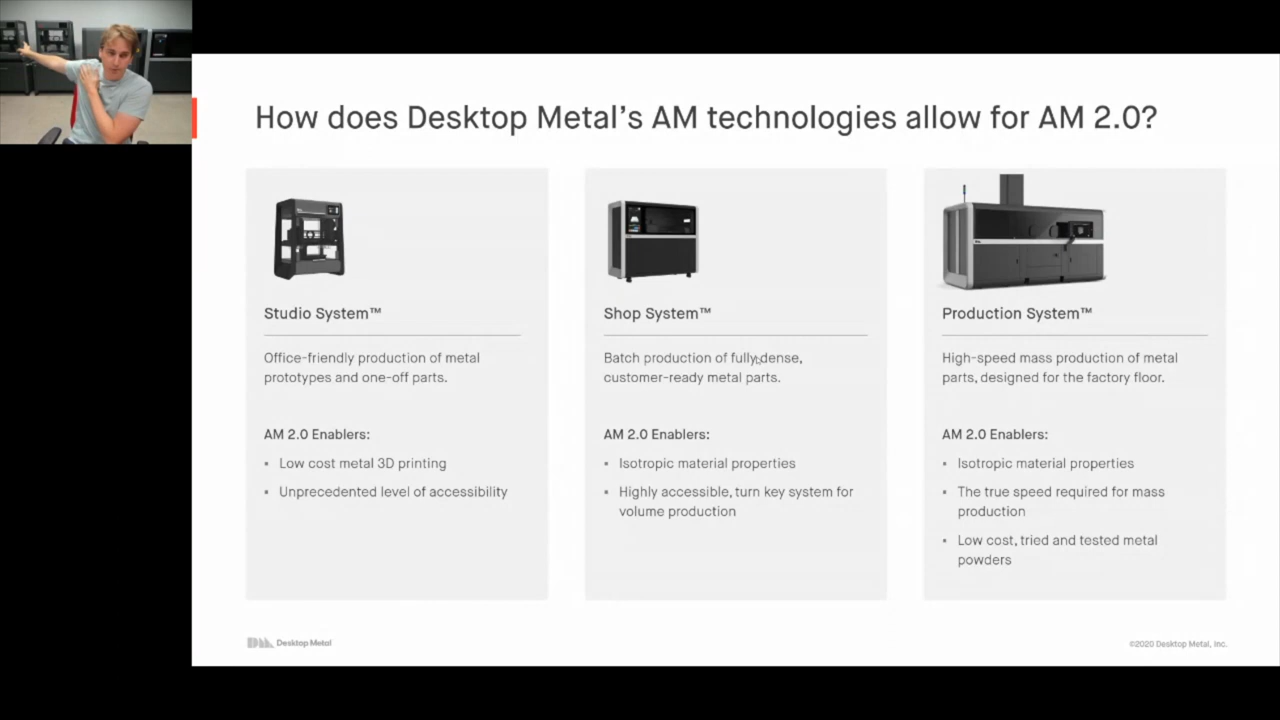 How does Desktop Metal's AM technologies allow for AM 2.0?
Studio System™
Office-friendly production of metal
prototypes and one-off parts.
AM 2.0 Enablers:
▪ Low cost metal 3D printing
▪ Unprecedented level of accessibility
Shop System™
Batch production of fully dense,
customer-ready metal parts.
AM 2.0 Enablers:
▪ Isotropic material properties
▪ Highly accessible, turn key system for
volume production
Production System™
High-speed mass production of metal
parts, designed for the factory floor.
AM 2.0 Enablers:
▪ Isotropic material properties
▪ The true speed required for mass
production
▪ Low cost, tried and tested metal
powders
Desktop Metal
©2020 Desktop Metal, Inc.